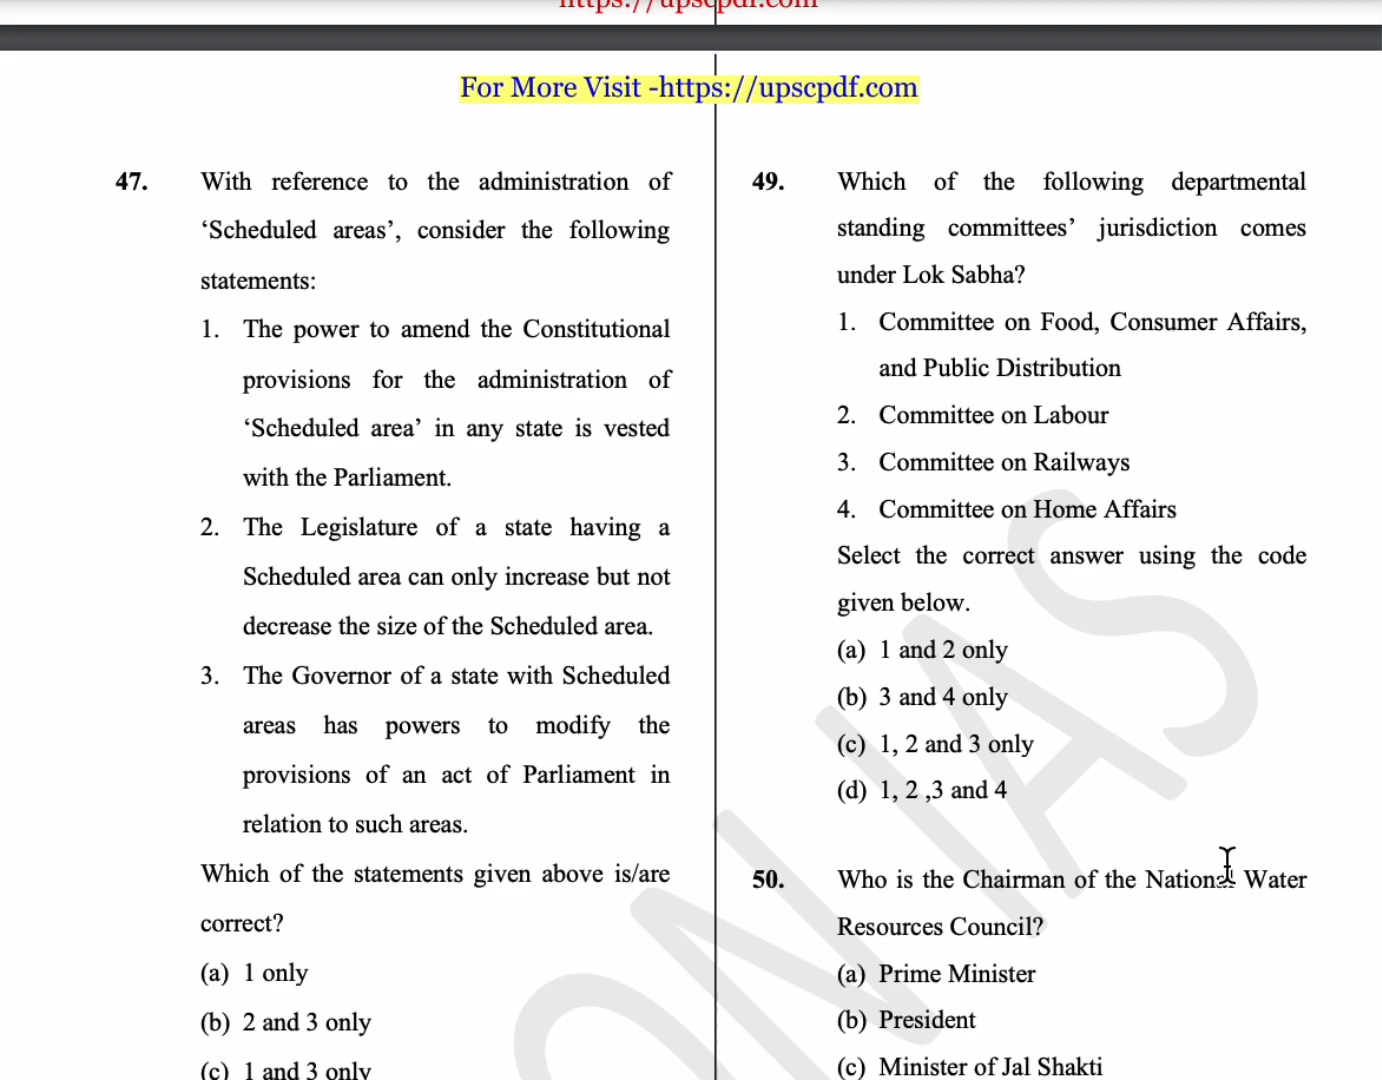 https://upscpdf.com
For More Visit -https://upscpdf.com
47. With reference to the administration of
‘Scheduled areas’, consider the following
statements:
1. The power to amend the Constitutional
provisions for the administration of
‘Scheduled area’ in any state is vested
with the Parliament.
2. The Legislature of a state having a
Scheduled area can only increase but not
decrease the size of the Scheduled area.
3. The Governor of a state with Scheduled
areas has powers to modify the
provisions of an act of Parliament in
relation to such areas.
Which of the statements given above is/are
correct?
(a) 1 only
(b) 2 and 3 only
(c) 1 and 3 only
49. Which of the following departmental
standing committees’ jurisdiction comes
under Lok Sabha?
1. Committee on Food, Consumer Affairs,
and Public Distribution
2. Committee on Labour
3. Committee on Railways
4. Committee on Home Affairs
Select the correct answer using the code
given below.
(a) 1 and 2 only
(b) 3 and 4 only
(c) 1, 2 and 3 only
(d) 1, 2 ,3 and 4
50. Who is the Chairman of the National Water
Resources Council?
(a) Prime Minister
(b) President
(c) Minister of Jal Shakti
ON IAS